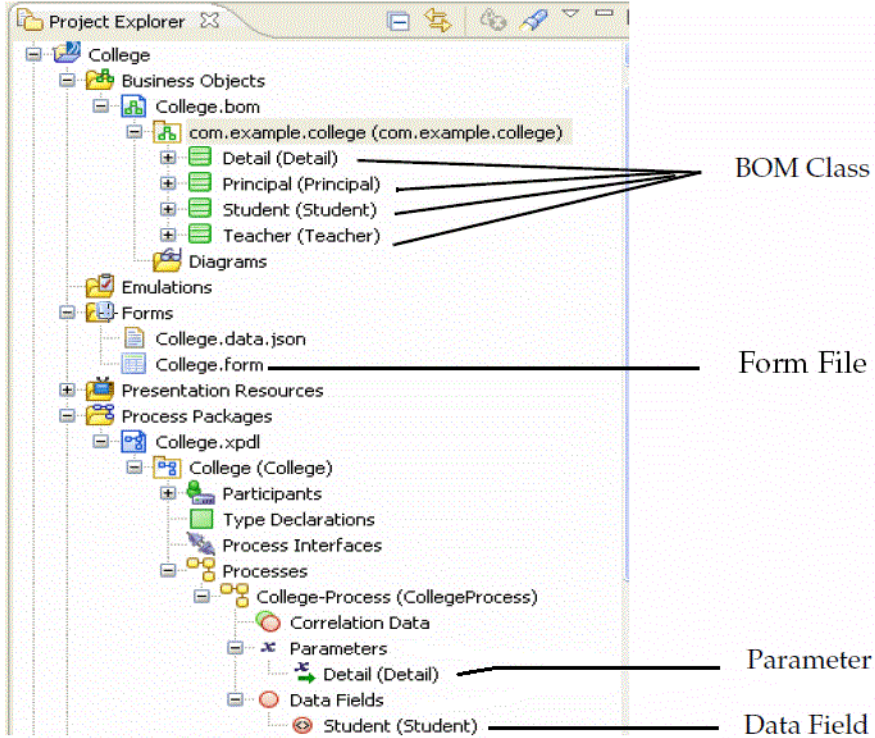 Project Explorer
College
Business Objects
College.bom
com.example.college (com.example.college)
Detail (Detail)
Principal (Principal)
Student (Student)
Teacher (Teacher)
BOM Class
Diagrams
Emulations
Forms
College.data.json
College.form
Form File
Presentation Resources
Process Packages
College.xpdl
College (College)
Participants
Type Declarations
Process Interfaces
Processes
College-Process (CollegeProcess)
Correlation Data
Parameters
Detail (Detail)
Parameter
Data Fields
Student (Student)
Data Field